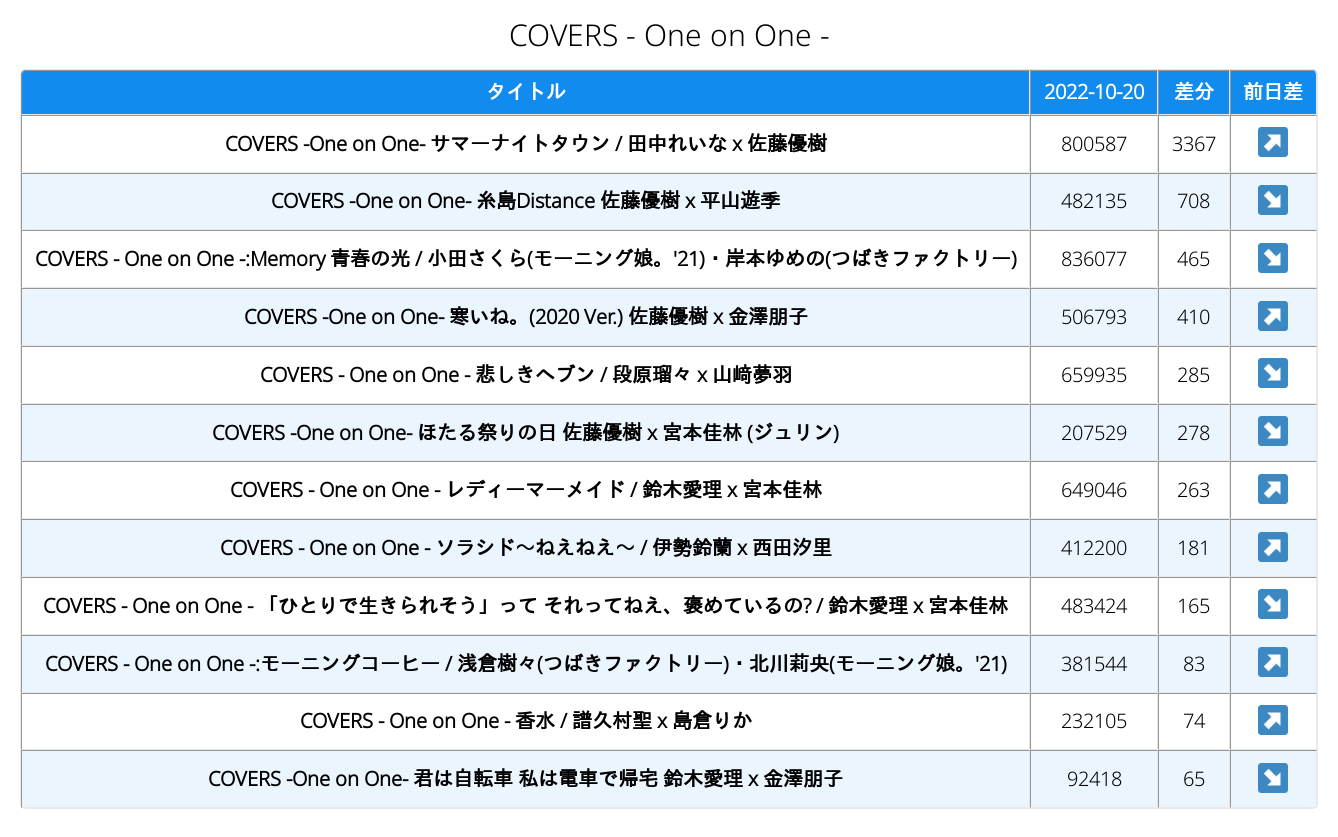 COVERS - One on One -
タイトル 2022-10-20 差分 前日差
COVERS -One on One- サマーナイトタウン / 田中れいな x 佐藤優樹 800587 3367 ↗
COVERS -One on One- 糸島Distance 佐藤優樹 x 平山遊季 482135 708 ↘
COVERS - One on One -:Memory 青春の光 / 小田さくら(モーニング娘。'21)・岸本ゆめの(つばきファクトリー) 836077 465 ↘
COVERS -One on One- 寒いね。(2020 Ver.) 佐藤優樹 x 金澤朋子 506793 410 ↗
COVERS - One on One - 悲しきヘブン / 段原瑠々 x 山﨑夢羽 659935 285 ↘
COVERS -One on One- ほたる祭りの日 佐藤優樹 x 宮本佳林 (ジュリン) 207529 278 ↘
COVERS - One on One - レディーマーメイド / 鈴木愛理 x 宮本佳林 649046 263 ↗
COVERS - One on One - ソラシド〜ねえねえ〜 / 伊勢鈴蘭 x 西田汐里 412200 181 ↗
COVERS - One on One - 「ひとりで生きられそう」って それってねえ、褒めているの? / 鈴木愛理 x 宮本佳林 483424 165 ↘
COVERS - One on One -:モーニングコーヒー / 浅倉樹々(つばきファクトリー)・北川莉央(モーニング娘。'21) 381544 83 ↗
COVERS - One on One - 香水 / 譜久村聖 x 島倉りか 232105 74 ↗
COVERS -One on One- 君は自転車 私は電車で帰宅 鈴木愛理 x 金澤朋子 92418 65 ↘